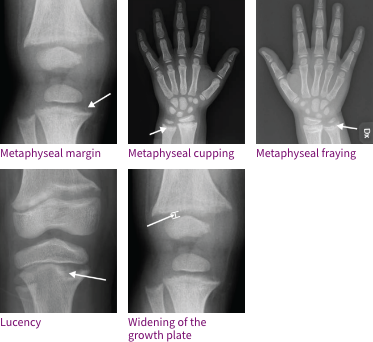 Dx
Metaphyseal margin
Metaphyseal cupping
Metaphyseal fraying
Lucency
Widening of the
growth plate